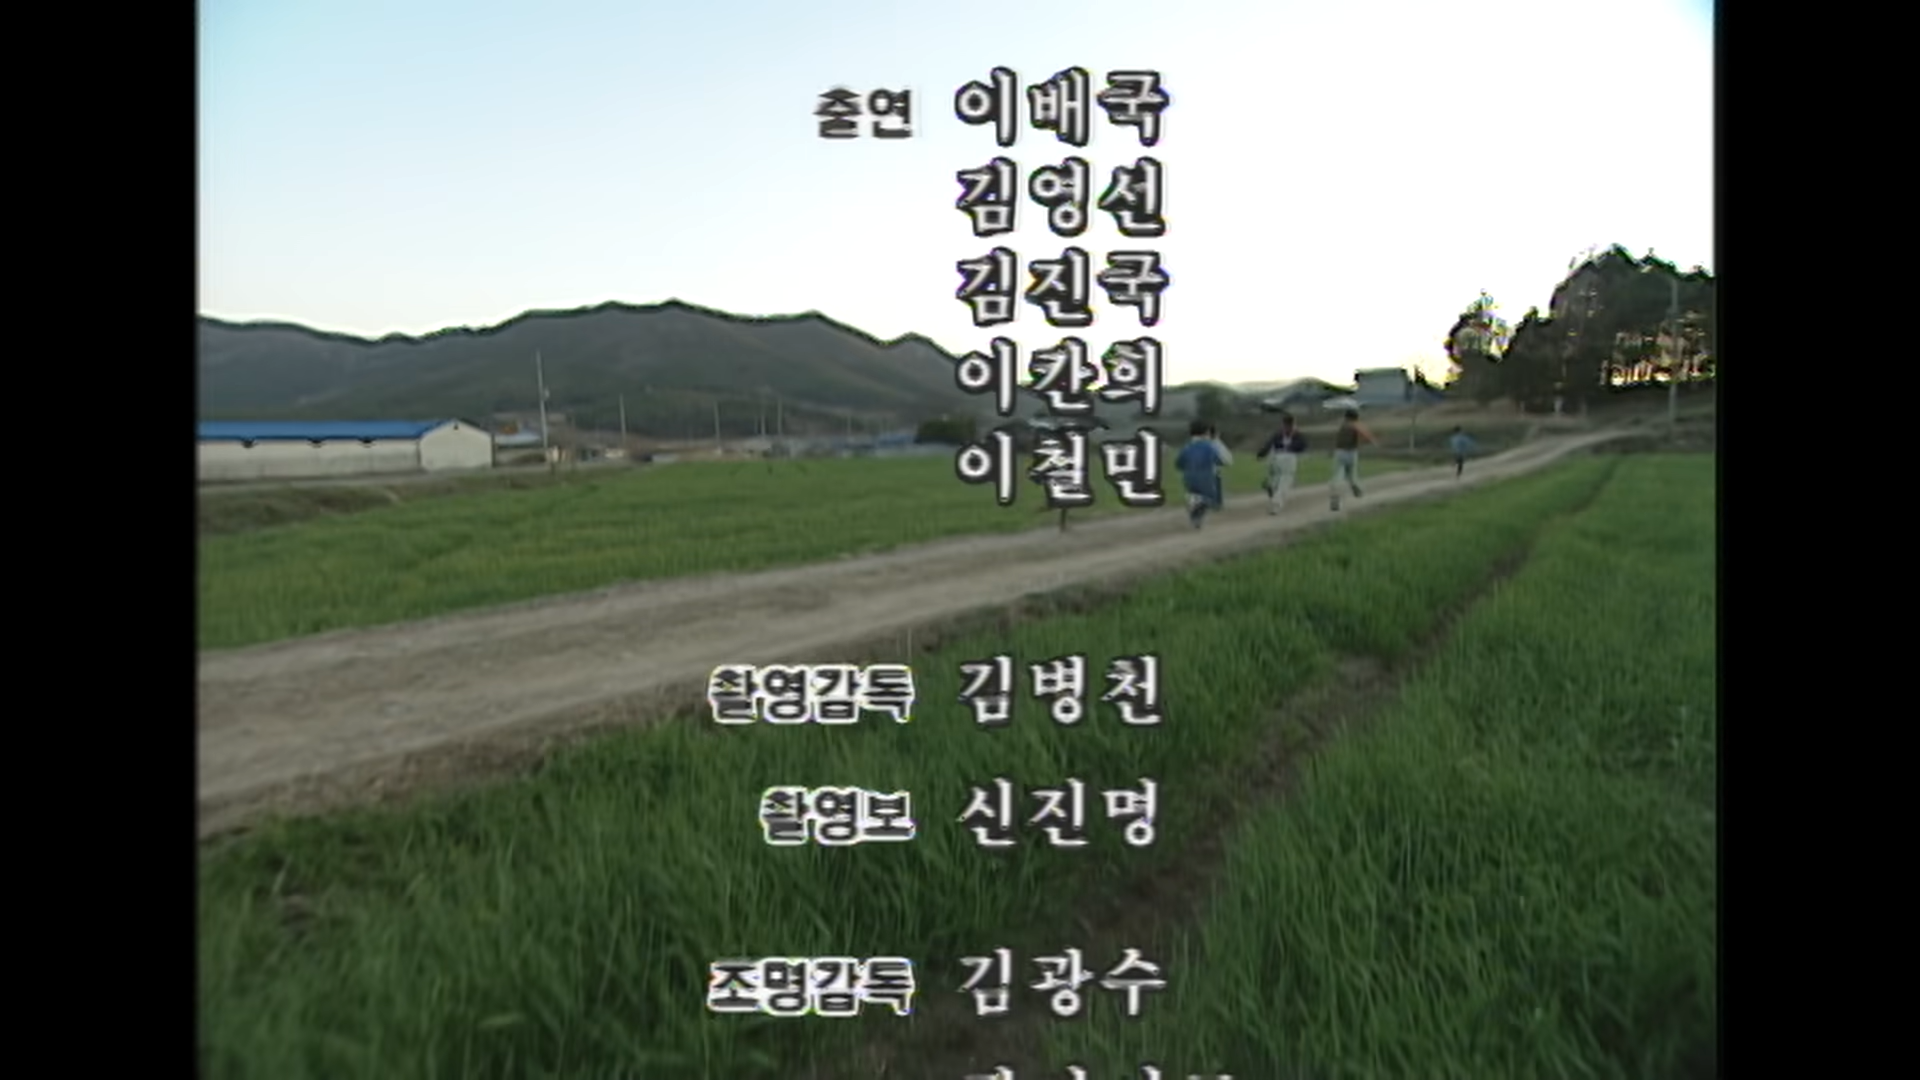 출연 이배국
김영선
김진국
이칸희
이철민
촬영감독 김병천
촬영보 신진명
조명감독 김광수